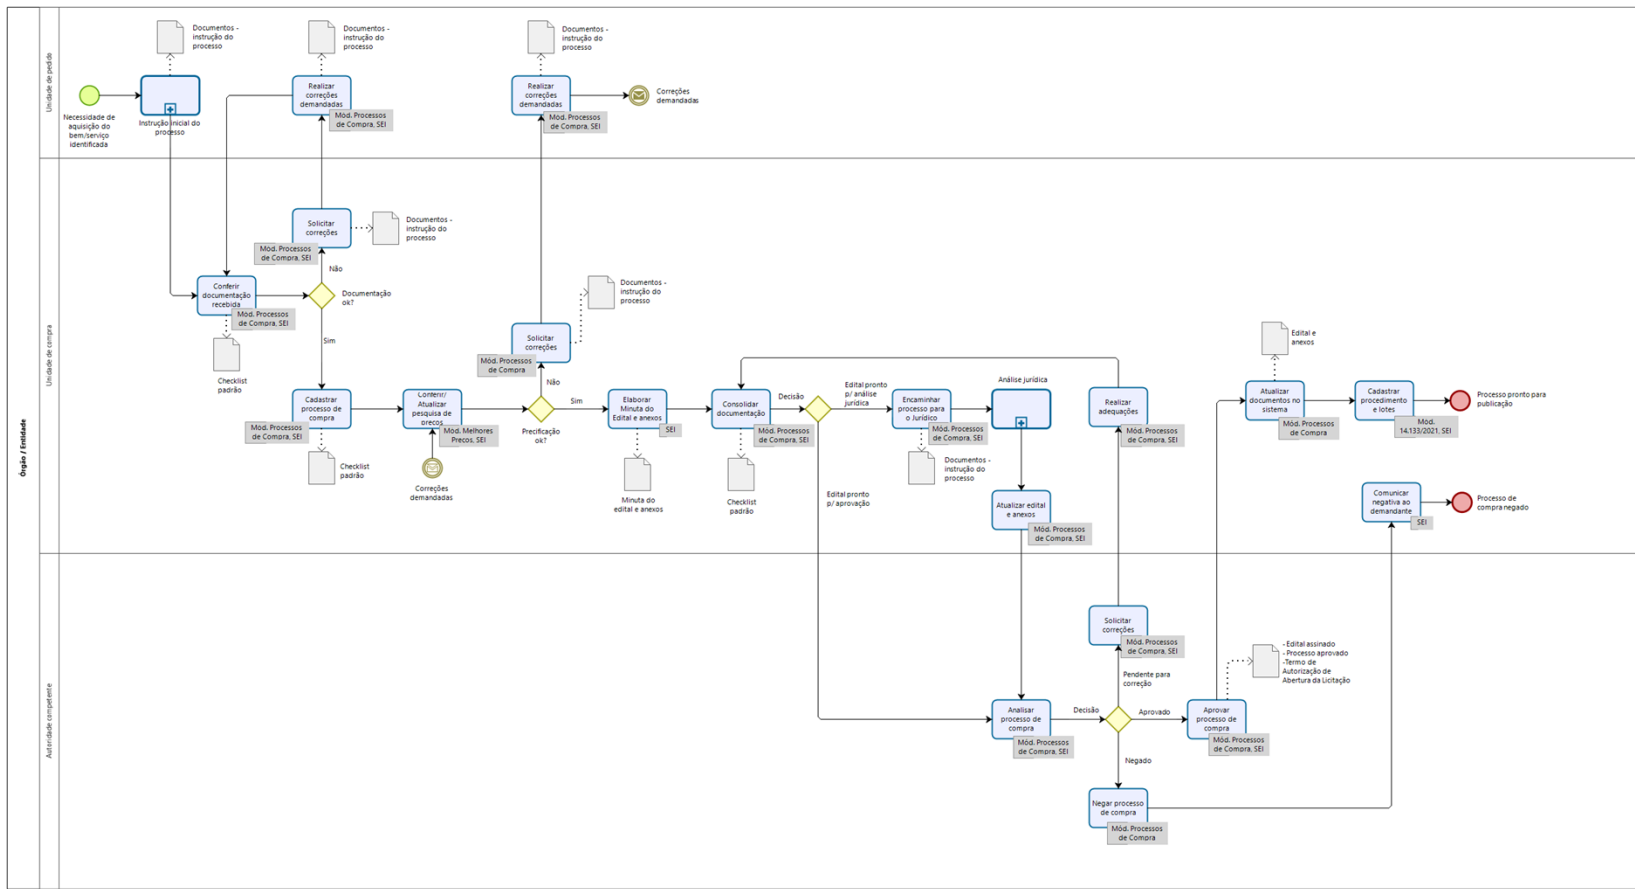 Órgão / Entidade
Unidade de pedido
Necessidade de
aquisição do
bem/serviço
identificada
Instrução inicial do
processo
Documentos -
instrução do
processo
Realizar
correções
demandadas
Mód. Processos
de Compra, SEI
Documentos -
instrução do
processo
Realizar
correções
demandadas
Mód. Processos
de Compra, SEI
Documentos -
instrução do
processo
Correções
demandadas
Unidade de compra
Conferir
documentação
recebida
Mód. Processos
de Compra, SEI
Checklist
padrão
Documentação
ok?
Não
Sim
Solicitar
correções
Mód. Processos
de Compra, SEI
Documentos -
instrução do
processo
Cadastrar
processo de
compra
Mód. Processos
de Compra, SEI
Checklist
padrão
Conferir/
Atualizar
pesquisa de
preços
Mód. Melhores
Preços, SEI
Correções
demandadas
Precificação
ok?
Não
Sim
Solicitar
correções
Mód. Processos
de Compra
Documentos -
instrução do
processo
Elaborar
Minuta do
Edital e anexos
SEI
Minuta do
edital e anexos
Consolidar
documentação
Mód. Processos
de Compra, SEI
Checklist
padrão
Decisão
Edital pronto
p/ análise
jurídica
Edital pronto
p/ aprovação
Encaminhar
processo para
o Jurídico
Mód. Processos
de Compra, SEI
Documentos -
instrução do
processo
Análise jurídica
Atualizar edital
e anexos
Mód. Processos
de Compra, SEI
Realizar
adequações
Mód. Processos
de Compra, SEI
Edital e
anexos
Atualizar
documentos no
sistema
Mód. Processos
de Compra
Cadastrar
procedimento
e lotes
Mód.
14.133/2021, SEI
Processo pronto para
publicação
Comunicar
negativa ao
demandante
SEI
Processo de
compra negado
Autoridade competente
Analisar
processo de
compra
Mód. Processos
de Compra, SEI
Decisão
Pendente para
correção
Aprovado
Negado
Solicitar
correções
Mód. Processos
de Compra, SEI
Aprovar
processo de
compra
Mód. Processos
de Compra, SEI
- Edital assinado
- Processo aprovado
-Termo de
Autorização de
Abertura da Licitação
Negar processo
de compra
Mód. Processos
de Compra